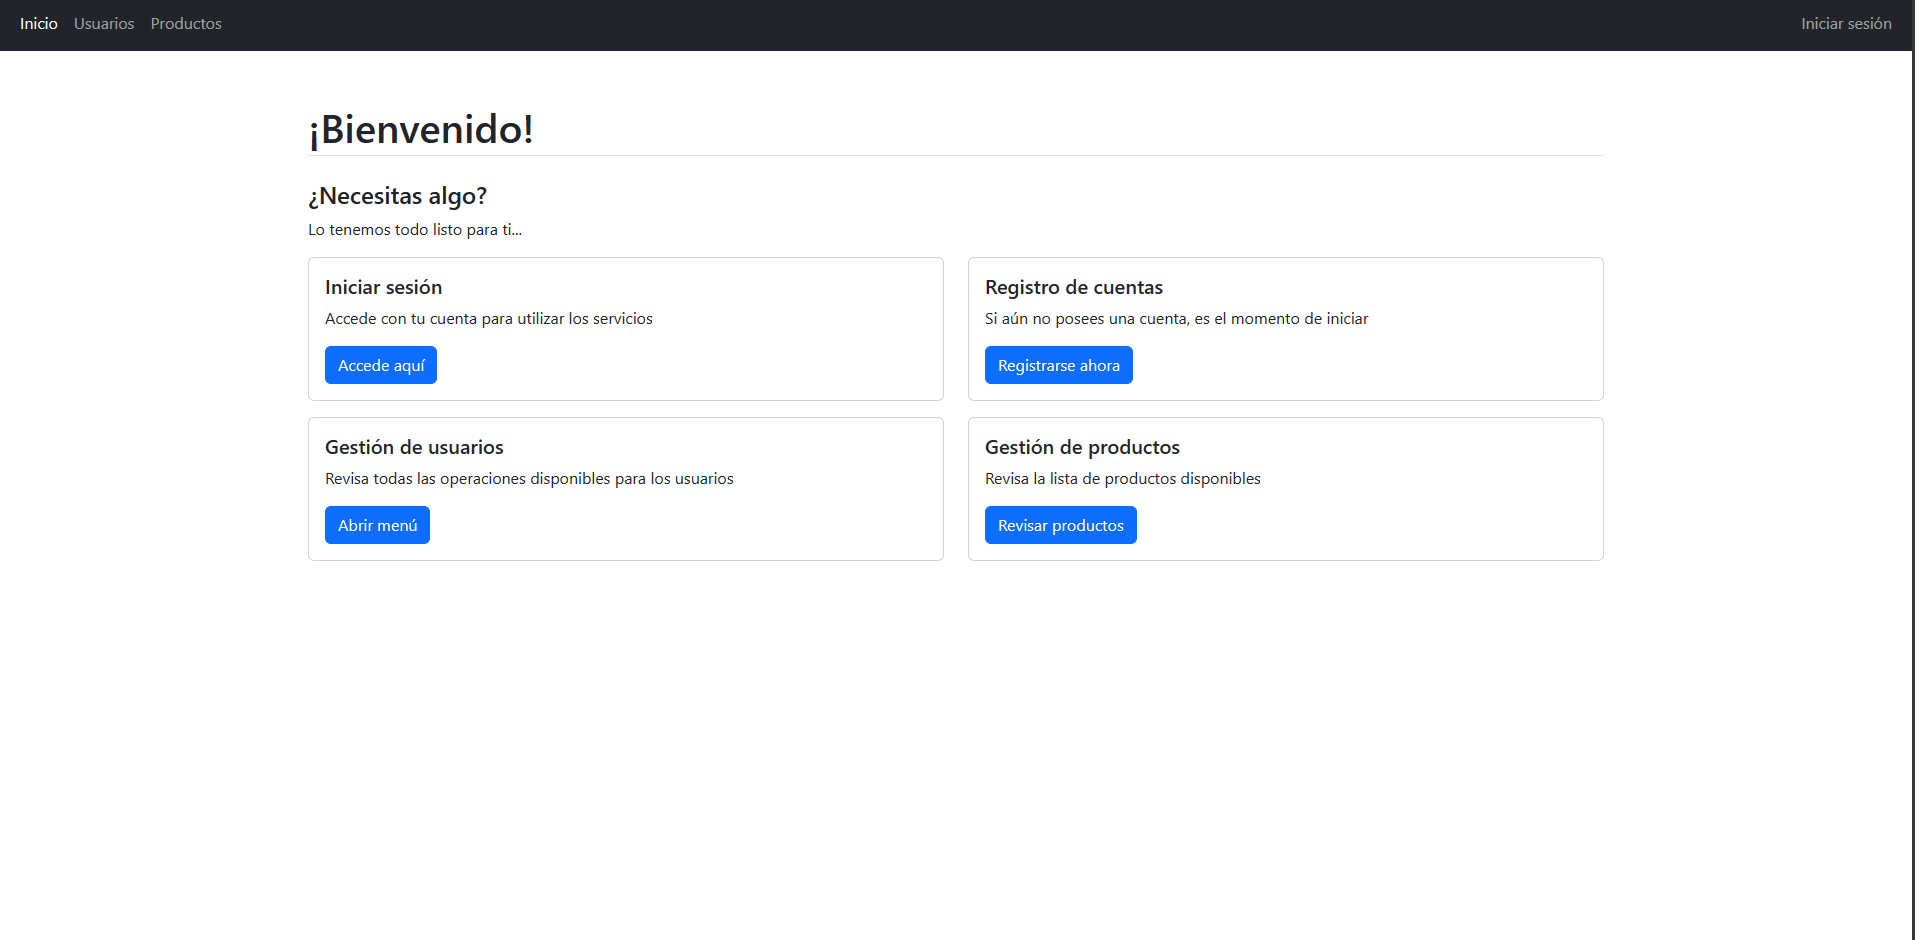 Inicio Usuarios Productos Iniciar sesión
¡Bienvenido!
¿Necesitas algo?
Lo tenemos todo listo para ti...
Iniciar sesión
Accede con tu cuenta para utilizar los servicios
Accede aquí
Registro de cuentas
Si aún no posees una cuenta, es el momento de iniciar
Registrarse ahora
Gestión de usuarios
Revisa todas las operaciones disponibles para los usuarios
Abrir menú
Gestión de productos
Revisa la lista de productos disponibles
Revisar productos